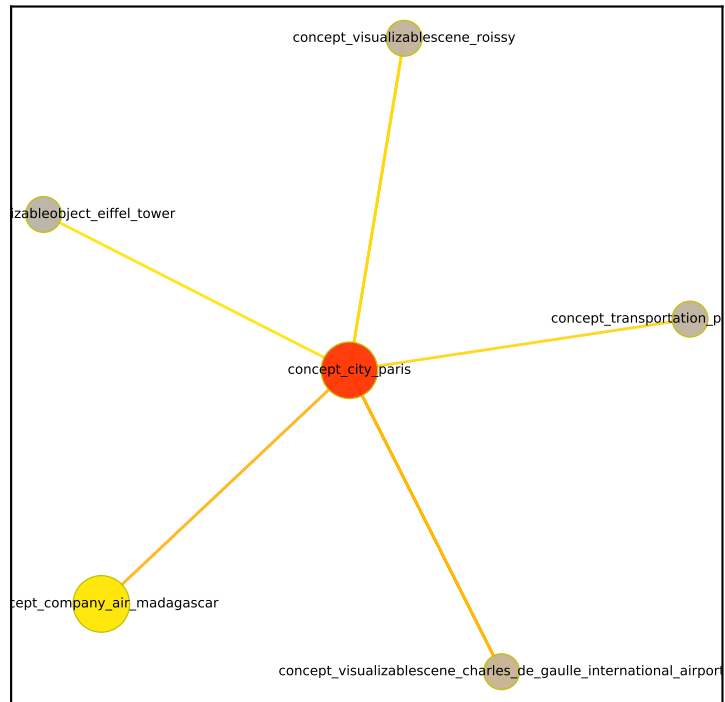 concept_visualizablescene_roissy
izableobject_eiffel_tower
concept_transportation_p
concept_city_paris
cept_company_air_madagascar
concept_visualizablescene_charles_de_gaulle_international_airport